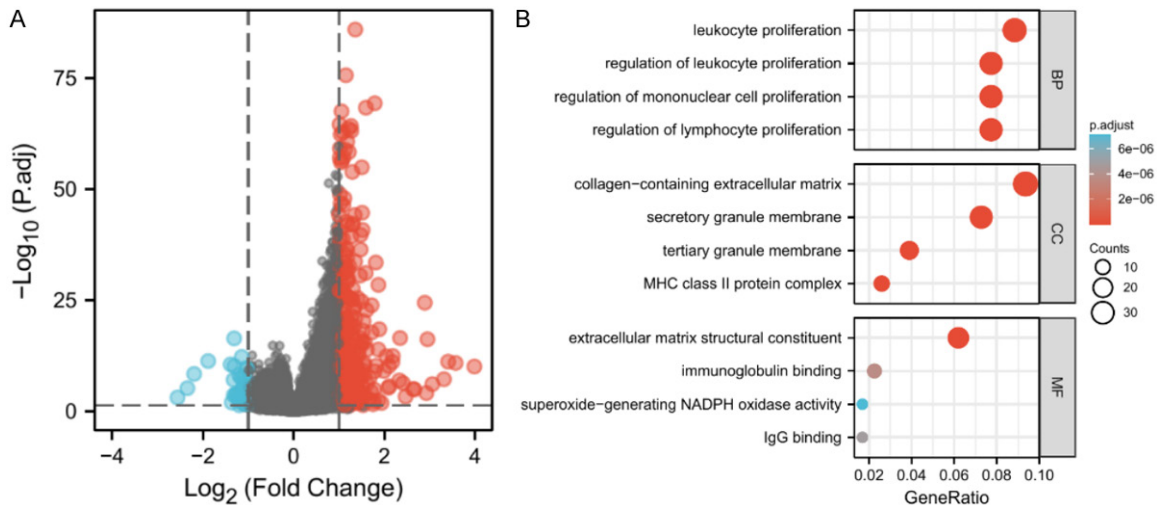 A
−Log10 (P.adj)
75
50
25
0
−4 −2 0 2 4
Log2 (Fold Change)
B
leukocyte proliferation
regulation of leukocyte proliferation
regulation of mononuclear cell proliferation
regulation of lymphocyte proliferation
BP
collagen−containing extracellular matrix
secretory granule membrane
tertiary granule membrane
MHC class II protein complex
CC
extracellular matrix structural constituent
immunoglobulin binding
superoxide−generating NADPH oxidase activity
IgG binding
MF
0.02 0.04 0.06 0.08 0.10
GeneRatio
p.adjust
6e−06
4e−06
2e−06
Counts
10
20
30